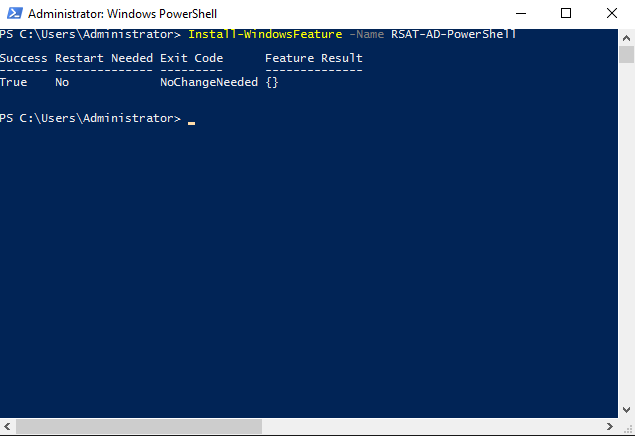 Administrator: Windows PowerShell
PS C:\Users\Administrator> Install-WindowsFeature -Name RSAT-AD-PowerShell
Success Restart Needed Exit Code      Feature Result
------- -------------- ---------      --------------
True    No             NoChangeNeeded {}
PS C:\Users\Administrator> _